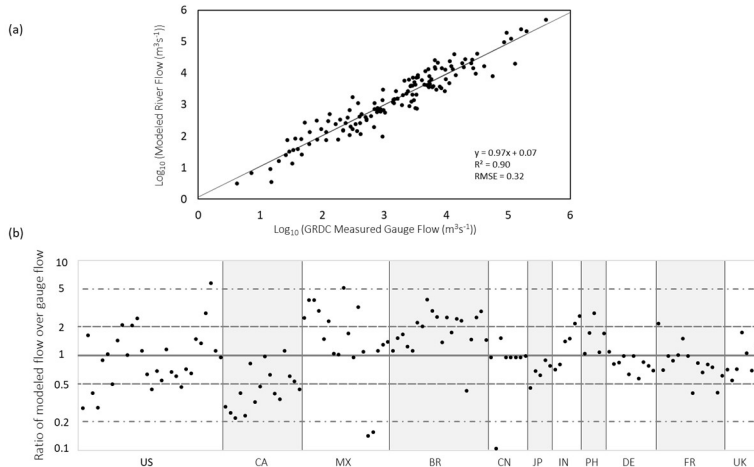 (a)
Log10 (Modeled River Flow (m³s⁻¹))
6
5
4
3
2
1
0
0 1 2 3 4 5 6
y = 0.97x + 0.07
R² = 0.90
RMSE = 0.32
Log10 (GRDC Measured Gauge Flow (m³s⁻¹))
(b)
Ratio of modeled flow over gauge flow
10
5
2
1
0.5
0.2
0.1
US CA MX BR CN JP IN PH DE FR UK